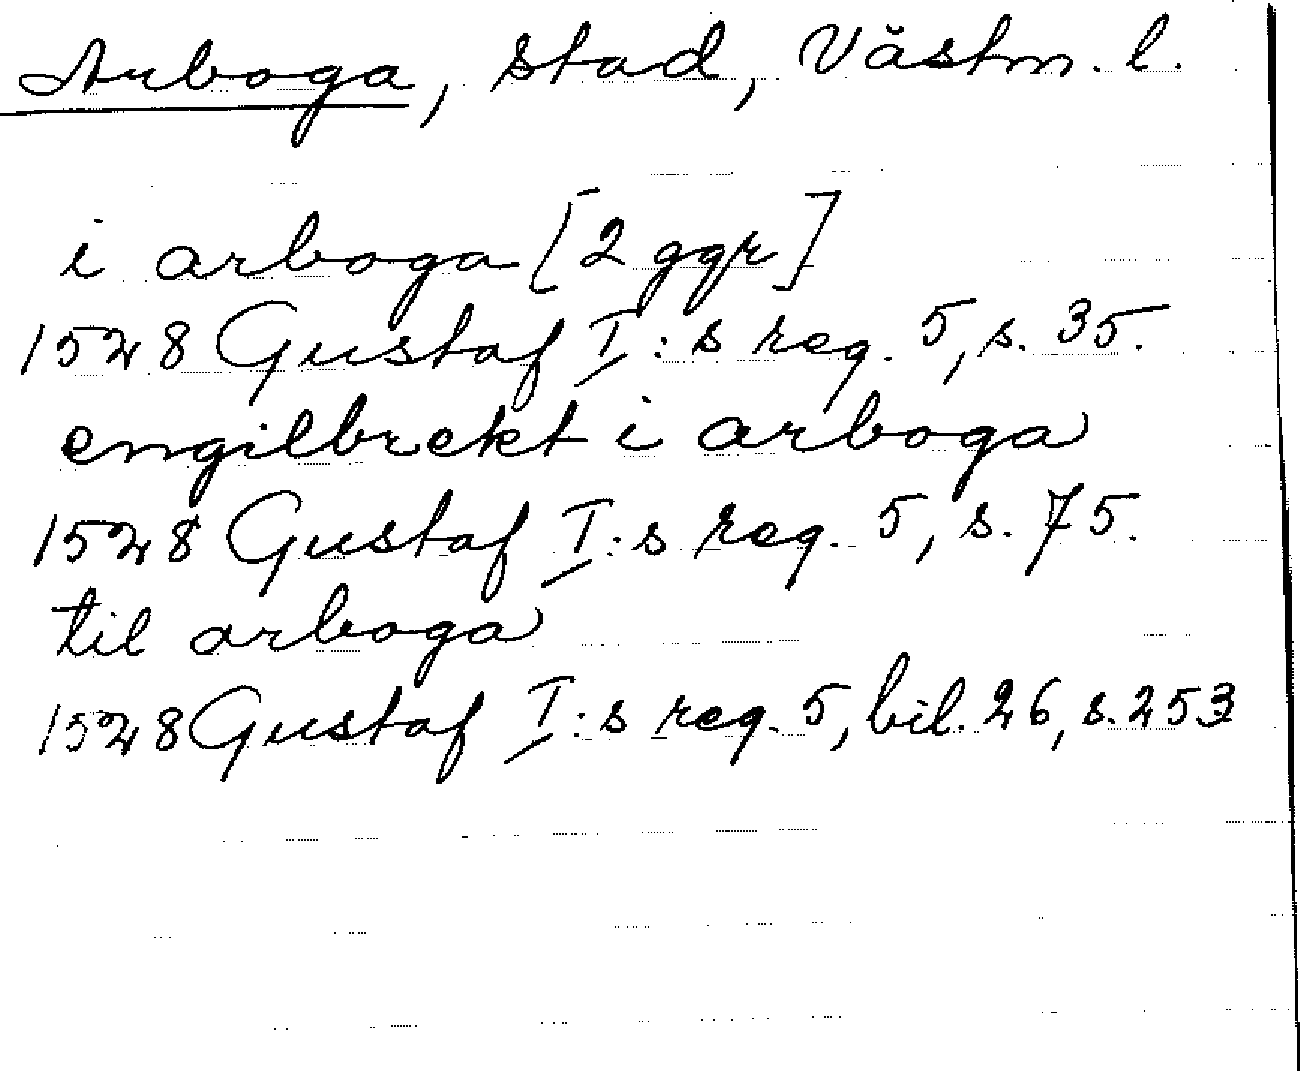 Arboga, stad, Västm. l.
i arboga [2 ggr]
1528 Gustaf I:s reg. 5, s. 35.
engilbrekt i arboga
1528 Gustaf I:s reg. 5, s. 75.
til arboga
1528 Gustaf I:s reg. 5, bil. 26, s. 253